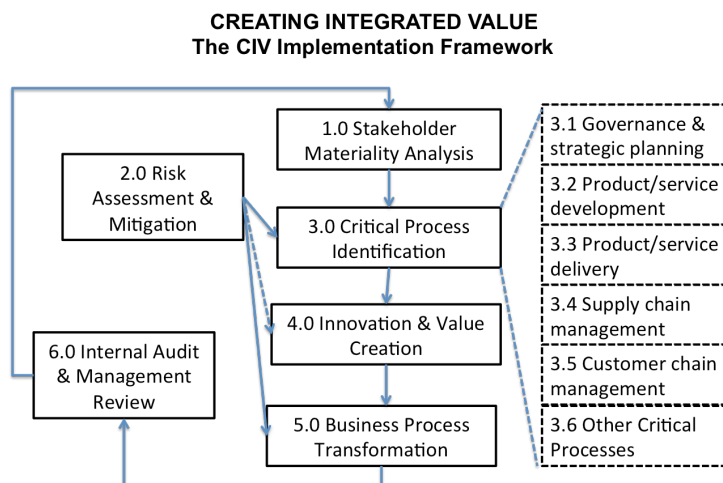 CREATING INTEGRATED VALUE
The CIV Implementation Framework
1.0 Stakeholder
Materiality Analysis
2.0 Risk
Assessment &
Mitigation
3.0 Critical Process
Identification
4.0 Innovation & Value
Creation
5.0 Business Process
Transformation
6.0 Internal Audit
& Management
Review
3.1 Governance &
strategic planning
3.2 Product/service
development
3.3 Product/service
delivery
3.4 Supply chain
management
3.5 Customer chain
management
3.6 Other Critical
Processes